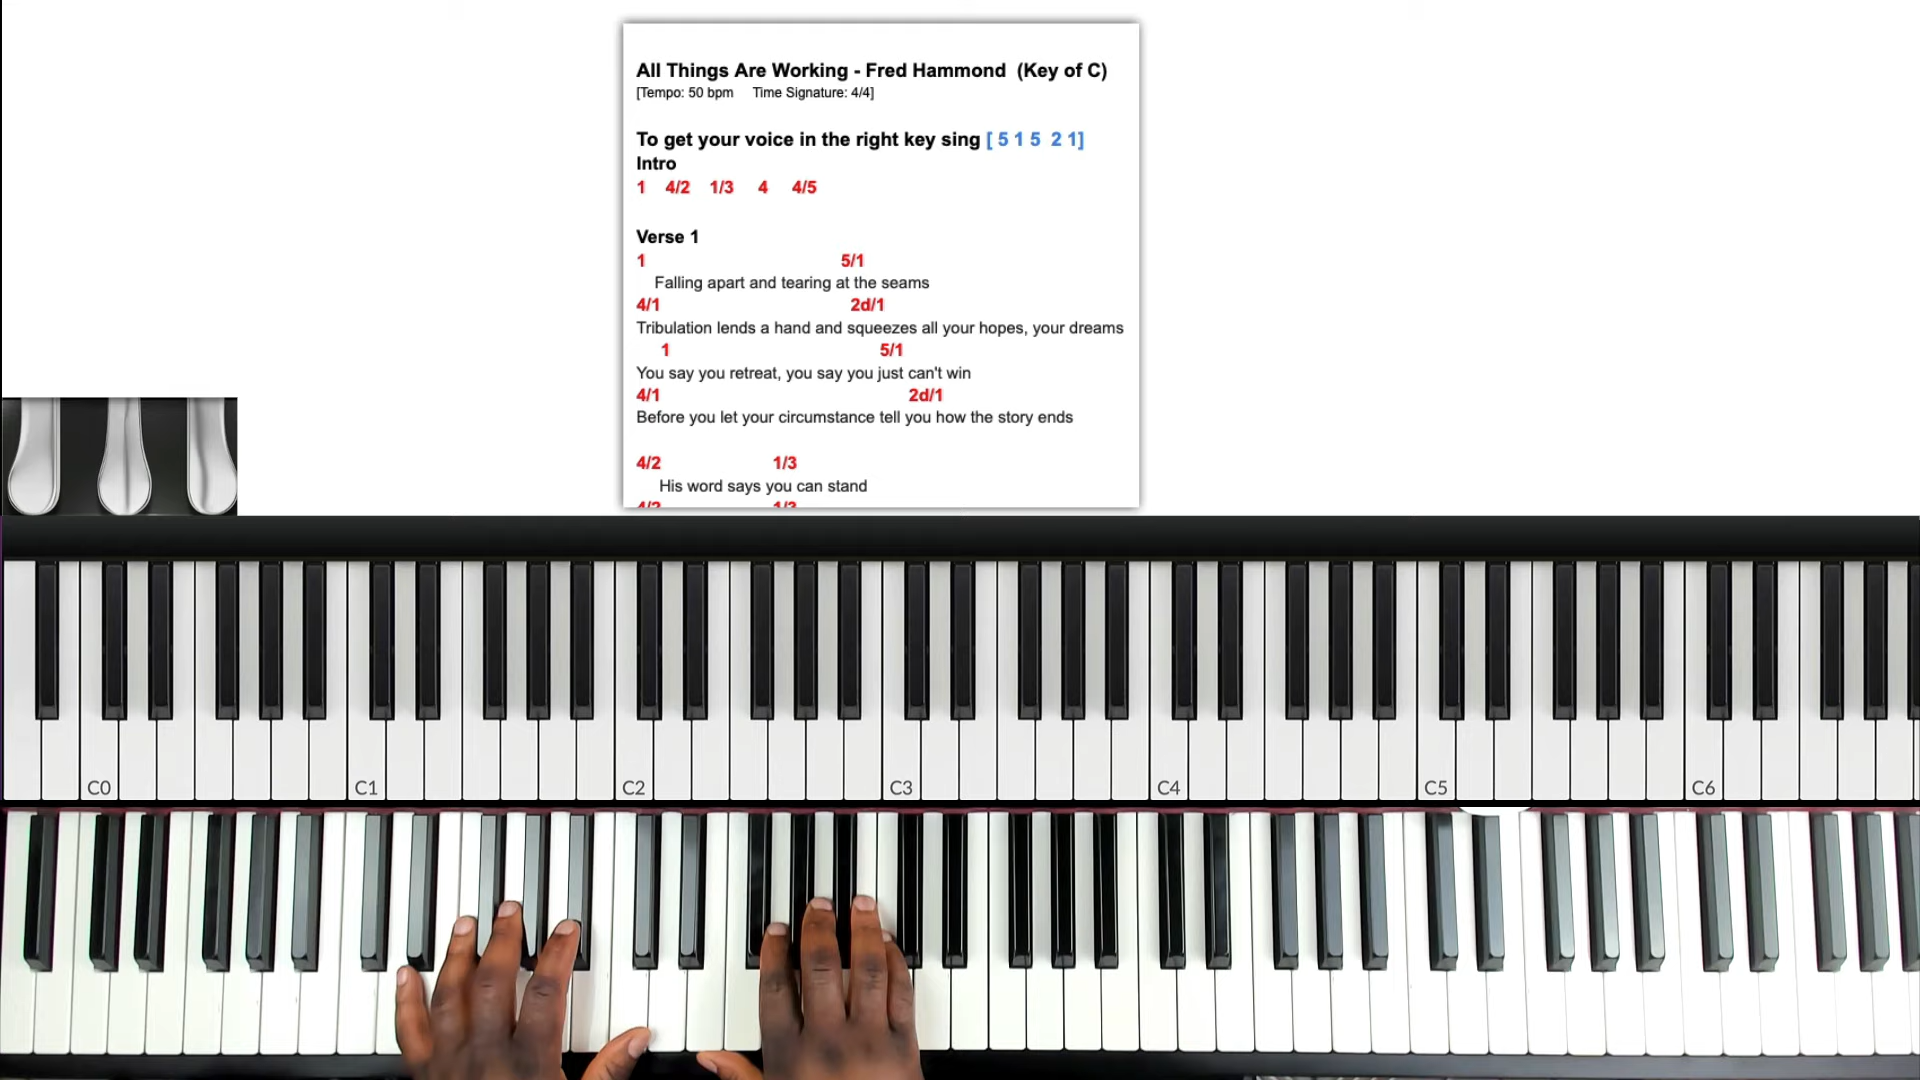 All Things Are Working - Fred Hammond (Key of C)
[Tempo: 50 bpm Time Signature: 4/4]
To get your voice in the right key sing [ 5 1 5 2 1]
Intro
1 4/2 1/3 4 4/5
Verse 1
1 5/1
Falling apart and tearing at the seams
4/1 2d/1
Tribulation lends a hand and squeezes all your hopes, your dreams
1 5/1
You say you retreat, you say you just can't win
4/1 2d/1
Before you let your circumstance tell you how the story ends
4/2 1/3
His word says you can stand
4/2 1/3
C0 C1 C2 C3 C4 C5 C6